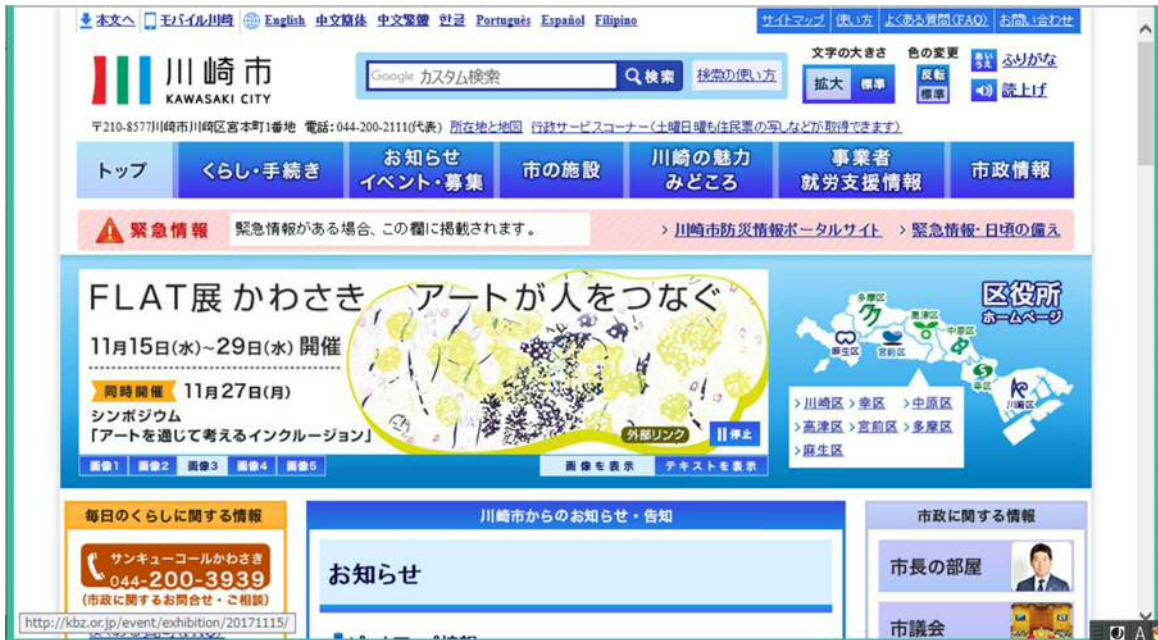 本文へ モバイル川崎 English 中文简体 中文繁體 한글 Português Español Filipino サイトマップ 使い方 よくある質問(FAQ) お問い合わせ
川崎市
KAWASAKI CITY
Google カスタム検索 検索 検索の使い方
文字の大きさ 色の変更
拡大 標準 反転 標準
あいうえ ふりがな
読上げ
〒210-8577川崎市川崎区宮本町1番地 電話:044-200-2111(代表) 所在地と地図 行政サービスコーナー(土曜日曜も住民票の写しなどが取得できます)
トップ くらし・手続き お知らせ イベント・募集 市の施設 川崎の魅力 みどころ 事業者 就労支援情報 市政情報
緊急情報 緊急情報がある場合、この欄に掲載されます。 > 川崎市防災情報ポータルサイト > 緊急情報・日頃の備え
FLAT展 かわさき アートが人をつなぐ
11月15日(水)~29日(水) 開催
同時開催 11月27日(月)
シンポジウム
「アートを通じて考えるインクルージョン」
外部リンク 停止
画像1 画像2 画像3 画像4 画像5 画像を表示 テキストを表示
区役所
ホームページ
多摩区
高津区
中原区
麻生区
宮前区
幸区
川崎区
>川崎区 >幸区 >中原区
>高津区 >宮前区 >多摩区
>麻生区
毎日のくらしに関する情報
サンキューコールかわさき
044-200-3939
(市政に関するお問合せ・ご相談)
川崎市からのお知らせ・告知
お知らせ
市政に関する情報
市長の部屋
市議会
http://kbz.or.jp/event/exhibition/20171115/
A